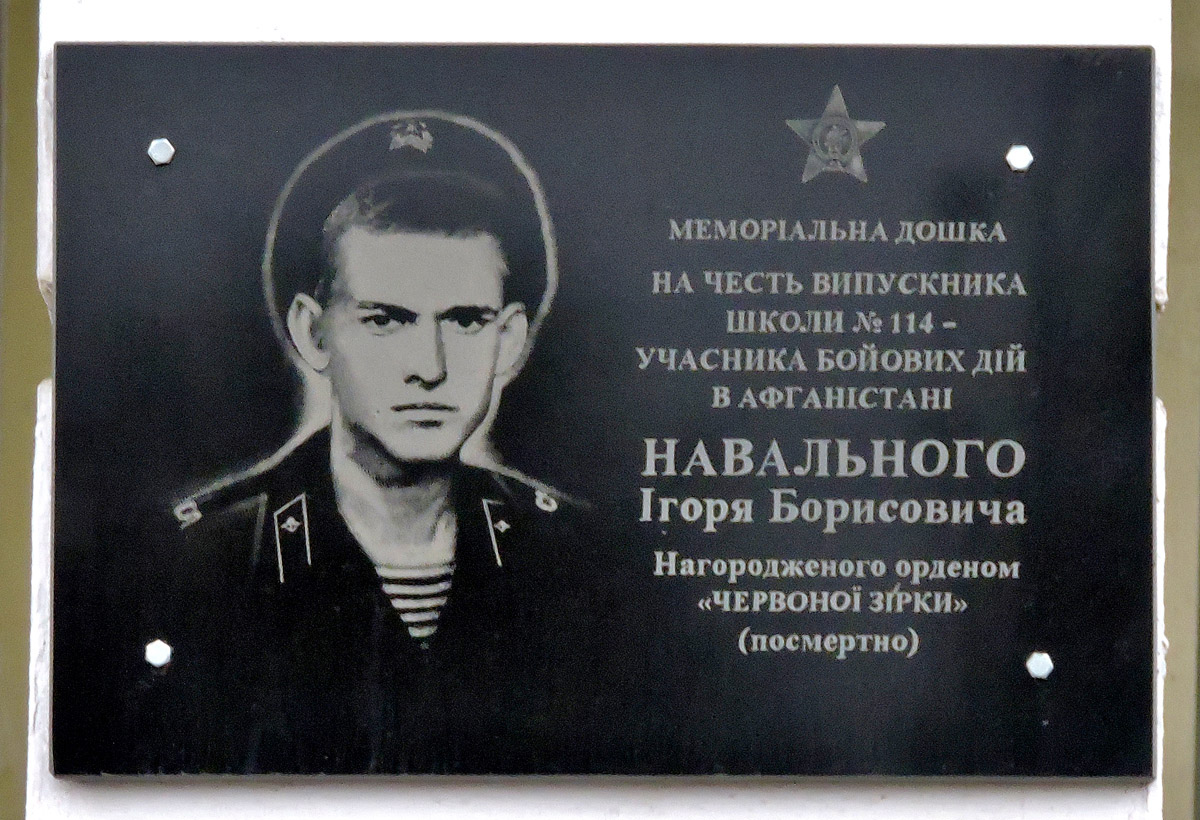 МЕМОРІАЛЬНА ДОШКА
НА ЧЕСТЬ ВИПУСКНИКА
ШКОЛИ № 114 –
УЧАСНИКА БОЙОВИХ ДІЙ
В АФГАНІСТАНІ
НАВАЛЬНОГО
Ігоря Борисовича
Нагородженого орденом
«ЧЕРВОНОЇ ЗІРКИ»
(посмертно)